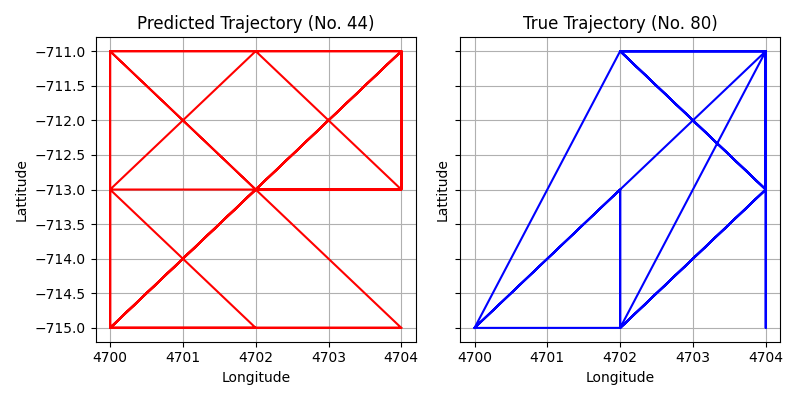 Predicted Trajectory (No. 44)
True Trajectory (No. 80)
−711.0
−711.5
−712.0
−712.5
−713.0
−713.5
−714.0
−714.5
−715.0
Lattitude
Lattitude
4700 4701 4702 4703 4704
4700 4701 4702 4703 4704
Longitude
Longitude